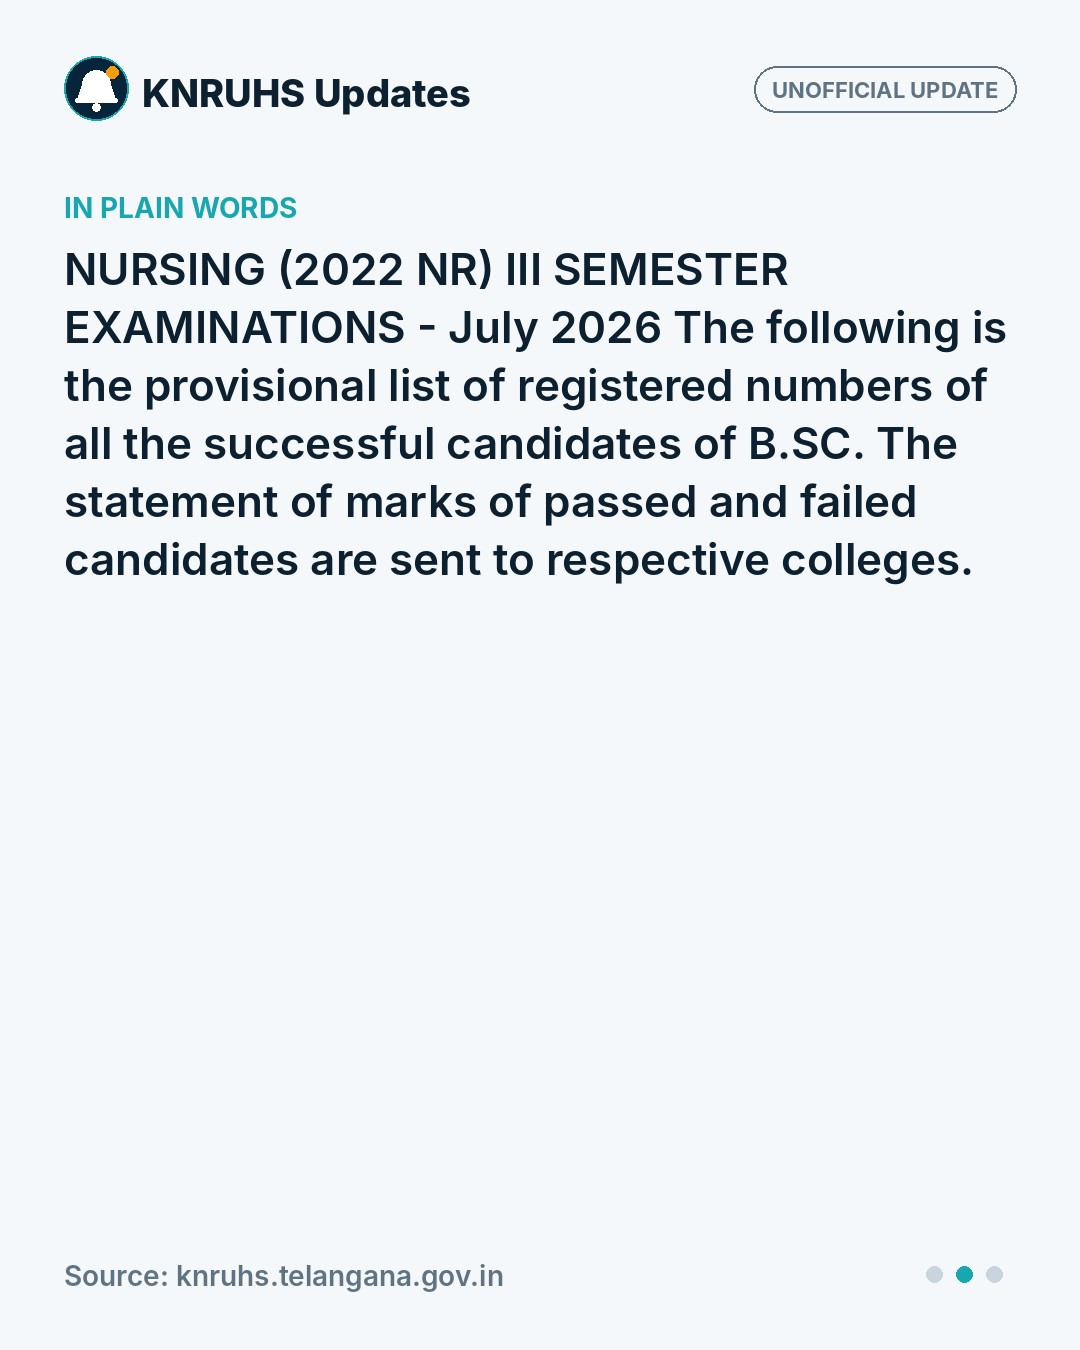 KNRUHS Updates
UNOFFICIAL UPDATE
IN PLAIN WORDS
NURSING (2022 NR) III SEMESTER
EXAMINATIONS - July 2026 The following is
the provisional list of registered numbers of
all the successful candidates of B.SC. The
statement of marks of passed and failed
candidates are sent to respective colleges.
Source: knruhs.telangana.gov.in